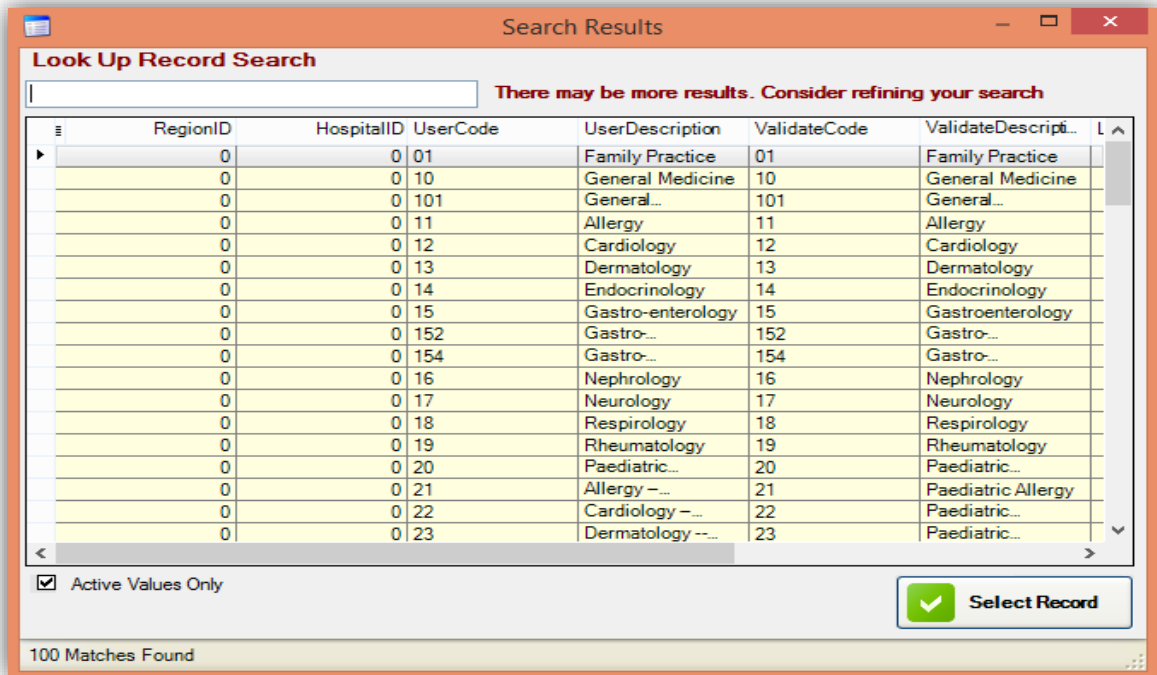 Search Results
Look Up Record Search
There may be more results. Consider refining your search
RegionID HospitalID UserCode UserDescription ValidateCode ValidateDescripti... L
0 0 01 Family Practice 01 Family Practice
0 0 10 General Medicine 10 General Medicine
0 0 101 General... 101 General...
0 0 11 Allergy 11 Allergy
0 0 12 Cardiology 12 Cardiology
0 0 13 Dermatology 13 Dermatology
0 0 14 Endocrinology 14 Endocrinology
0 0 15 Gastro-enterology 15 Gastroenterology
0 0 152 Gastro-... 152 Gastro-...
0 0 154 Gastro-... 154 Gastro-...
0 0 16 Nephrology 16 Nephrology
0 0 17 Neurology 17 Neurology
0 0 18 Respirology 18 Respirology
0 0 19 Rheumatology 19 Rheumatology
0 0 20 Paediatric... 20 Paediatric...
0 0 21 Allergy –... 21 Paediatric Allergy
0 0 22 Cardiology –... 22 Paediatric...
0 0 23 Dermatology --... 23 Paediatric...
Active Values Only
Select Record
100 Matches Found